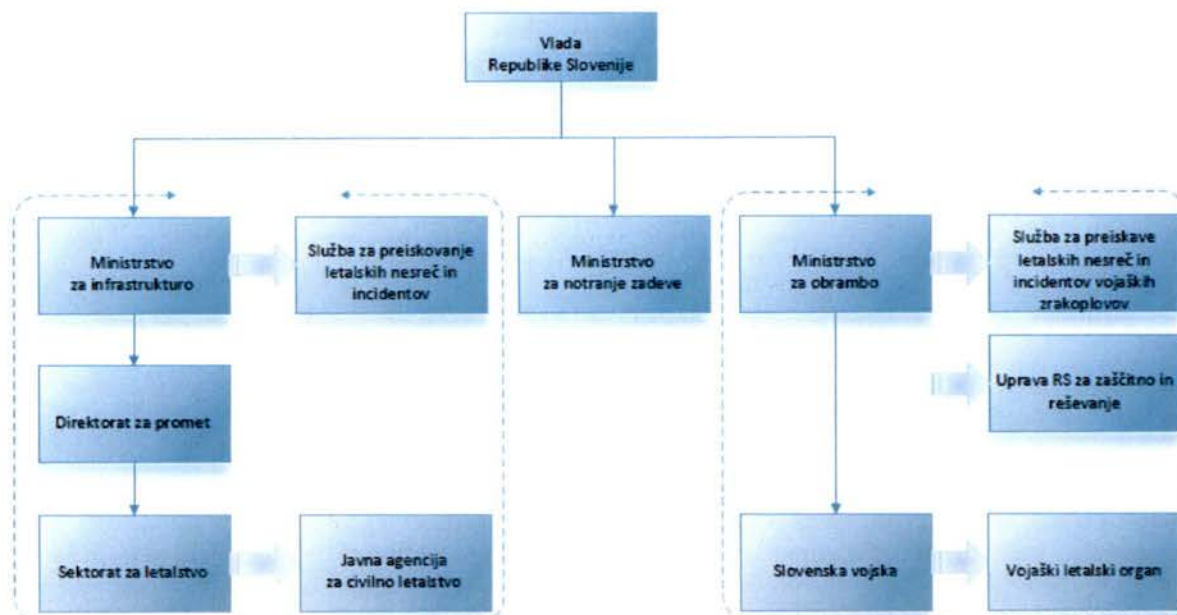 Vlada
Republike Slovenije
Ministrstvo
za infrastrukturo
Služba za preiskovanje
letalskih nesreč in
incidentov
Ministrstvo
za notranje zadeve
Ministrstvo
za obrambo
Služba za preiskave
letalskih nesreč in
incidentov vojaških
zrakoplovov
Direktorat za promet
Uprava RS za zaščitno in
reševanje
Sektorat za letalstvo
Javna agencija
za civilno letalstvo
Slovenska vojska
Vojaški letalski organ